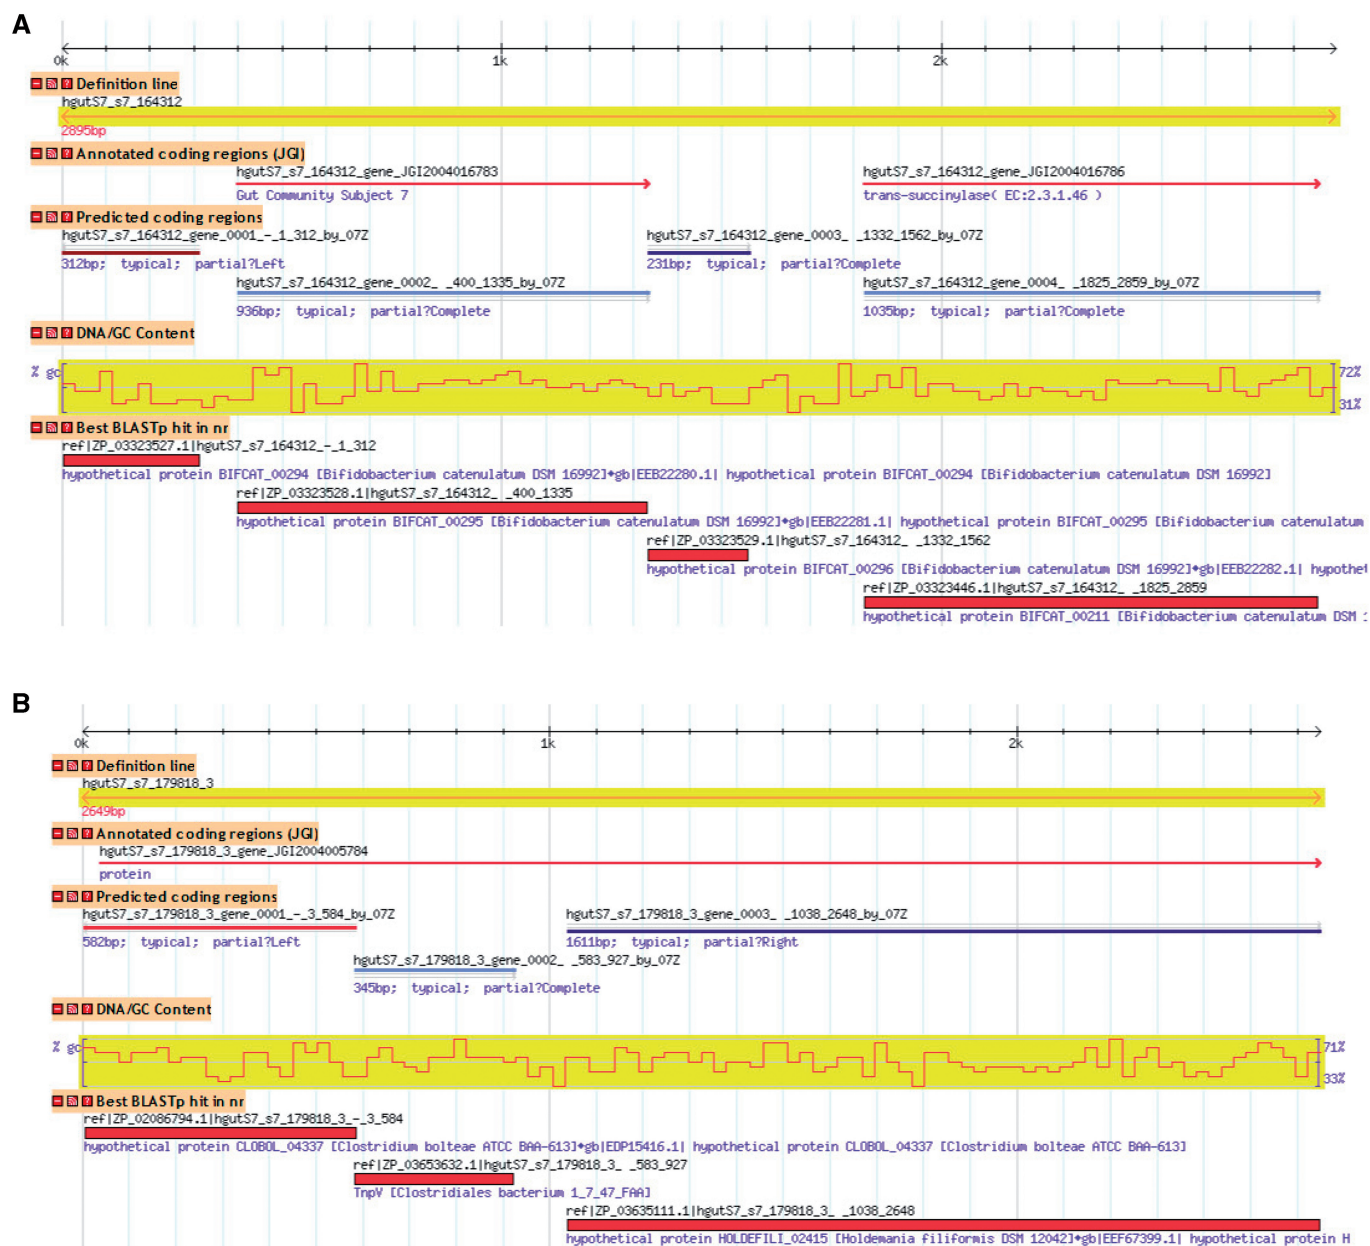 A
0k 1k 2k
Definition line
hgutS7_s7_164312
2895bp
Annotated coding regions (JGI)
hgutS7_s7_164312_gene_JGI2004016783 hgutS7_s7_164312_gene_JGI2004016786
Gut Community Subject 7 trans-succinylase( EC:2.3.1.46 )
Predicted coding regions
hgutS7_s7_164312_gene_0001_-_1_312_by_07Z hgutS7_s7_164312_gene_0003_ _1332_1562_by_07Z
312bp; typical; partial?Left 231bp; typical; partial?Complete
hgutS7_s7_164312_gene_0002_ _400_1335_by_07Z hgutS7_s7_164312_gene_0004_ _1825_2859_by_07Z
936bp; typical; partial?Complete 1035bp; typical; partial?Complete
DNA/GC Content
% gc 72%
31%
Best BLASTp hit in nr
ref|ZP_03323527.1|hgutS7_s7_164312_-_1_312
hypothetical protein BIFCAT_00294 [Bifidobacterium catenulatum DSM 16992]♦gb|EEB22280.1| hypothetical protein BIFCAT_00294 [Bifidobacterium catenulatum DSM 16992]
ref|ZP_03323528.1|hgutS7_s7_164312_ _400_1335
hypothetical protein BIFCAT_00295 [Bifidobacterium catenulatum DSM 16992]♦gb|EEB22281.1| hypothetical protein BIFCAT_00295 [Bifidobacterium catenulatum
ref|ZP_03323529.1|hgutS7_s7_164312_ _1332_1562
hypothetical protein BIFCAT_00296 [Bifidobacterium catenulatum DSM 16992]♦gb|EEB22282.1| hypothet
ref|ZP_03323446.1|hgutS7_s7_164312_ _1825_2859
hypothetical protein BIFCAT_00211 [Bifidobacterium catenulatum DSM
B
0k 1k 2k
Definition line
hgutS7_s7_179818_3
2649bp
Annotated coding regions (JGI)
hgutS7_s7_179818_3_gene_JGI2004005784
protein
Predicted coding regions
hgutS7_s7_179818_3_gene_0001_-_3_584_by_07Z hgutS7_s7_179818_3_gene_0003_ _1038_2648_by_07Z
582bp; typical; partial?Left 1611bp; typical; partial?Right
hgutS7_s7_179818_3_gene_0002_ _583_927_by_07Z
345bp; typical; partial?Complete
DNA/GC Content
% gc 71%
33%
Best BLASTp hit in nr
ref|ZP_02086794.1|hgutS7_s7_179818_3_-_3_584
hypothetical protein CLOBOL_04337 [Clostridium bolteae ATCC BAA-613]♦gb|EDP15416.1| hypothetical protein CLOBOL_04337 [Clostridium bolteae ATCC BAA-613]
ref|ZP_03653632.1|hgutS7_s7_179818_3_ _583_927
TnpV [Clostridiales bacterium 1_7_47_FAA]
ref|ZP_03635111.1|hgutS7_s7_179818_3_ _1038_2648
hypothetical protein HOLDEFILI_02415 [Holdemania filiformis DSM 12042]♦gb|EEF67399.1| hypothetical protein H